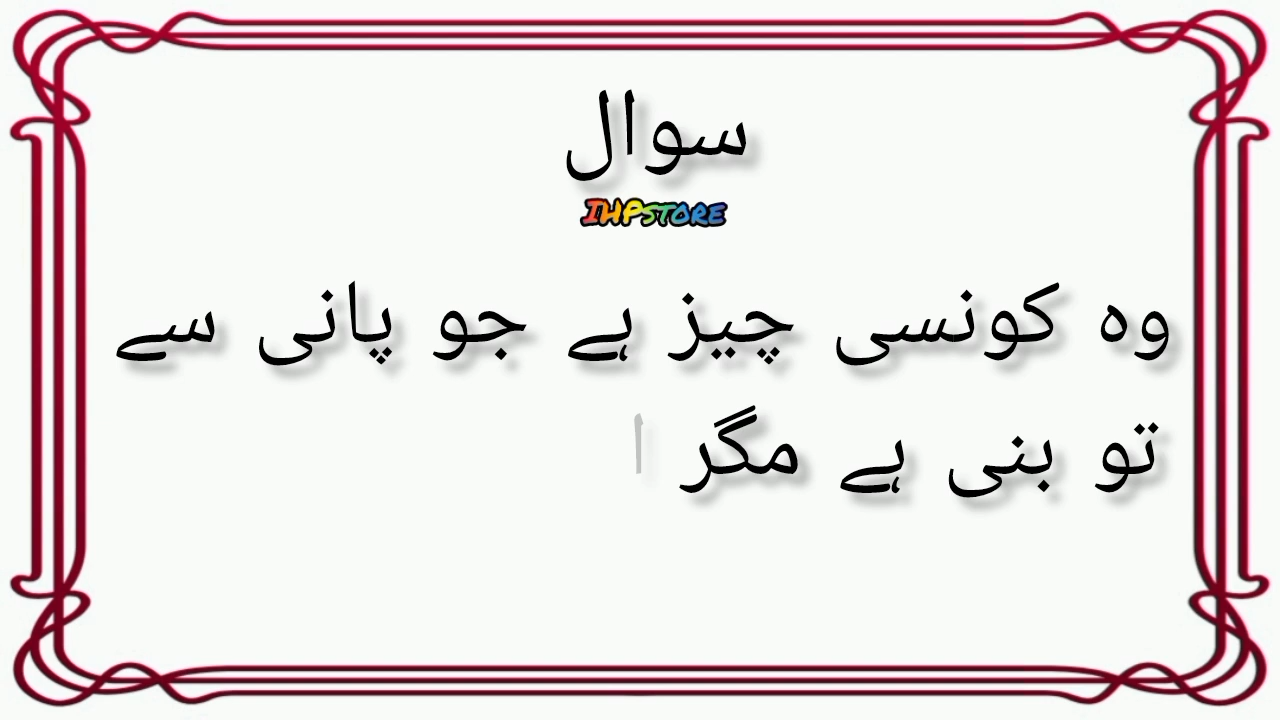 سوال
IHPSTORE
وہ کونسی چیز ہے جو پانی سے
تو بنی ہے مگر ا